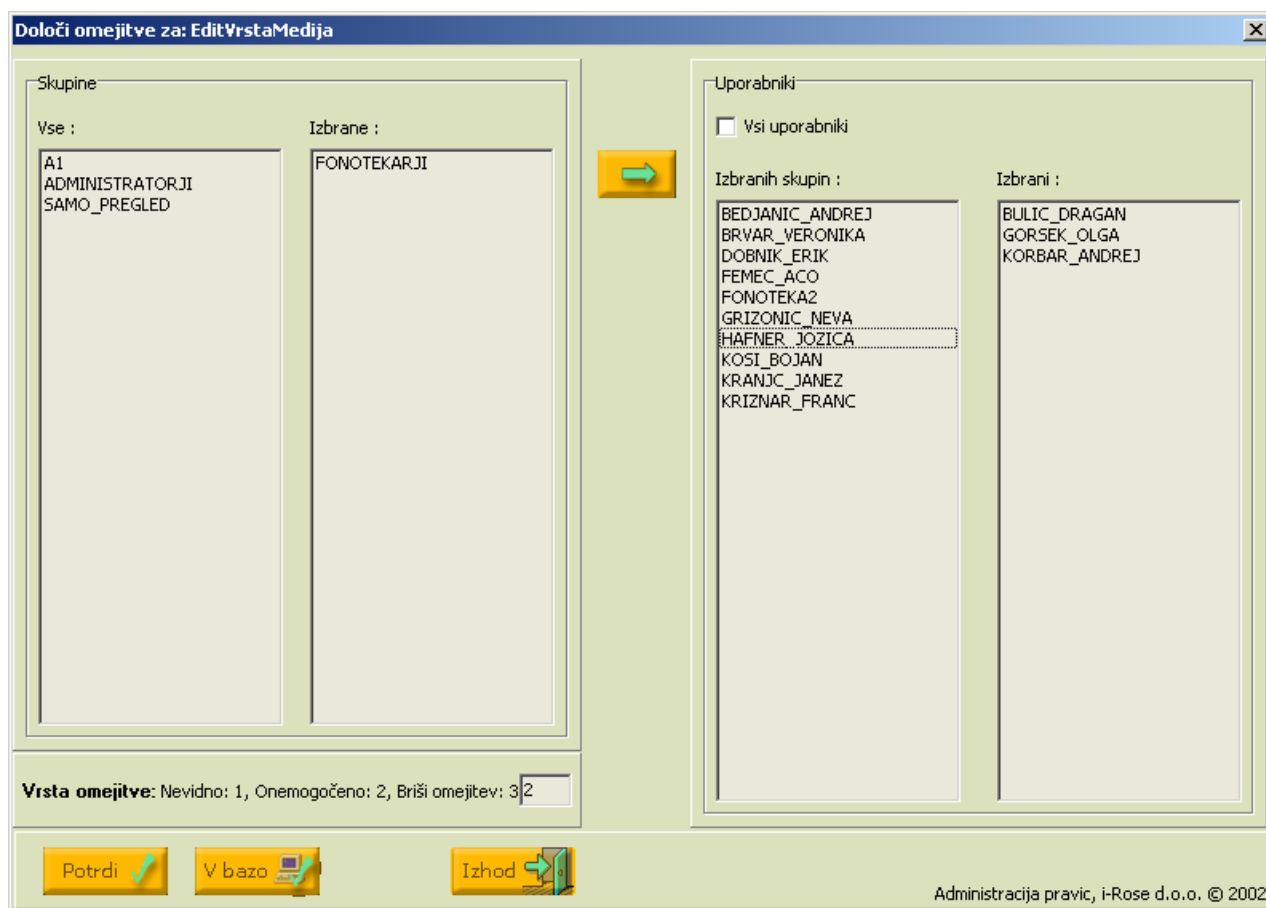 Določi omejitve za: EditVrstaMedija
Skupine
Vse :
A1
ADMINISTRATORJI
SAMO_PREGLED
Izbrane :
FONOTEKARJI
Uporabniki
Vsi uporabniki
Izbranih skupin :
BEDJANIC_ANDREJ
BRVAR_VERONIKA
DOBNIK_ERIK
FEMEC_ACO
FONOTEKA2
GRIZONIC_NEVA
HAFNER_JOZICA
KOSI_BOJAN
KRANJC_JANEZ
KRIZNAR_FRANC
Izbrani :
BULIC_DRAGAN
GORSEK_OLGA
KORBAR_ANDREJ
Vrsta omejitve: Nevidno: 1, Onemogočeno: 2, Briši omejitev: 3 2
Potrdi
V bazo
Izhod
Administracija pravic, i-Rose d.o.o. © 2002